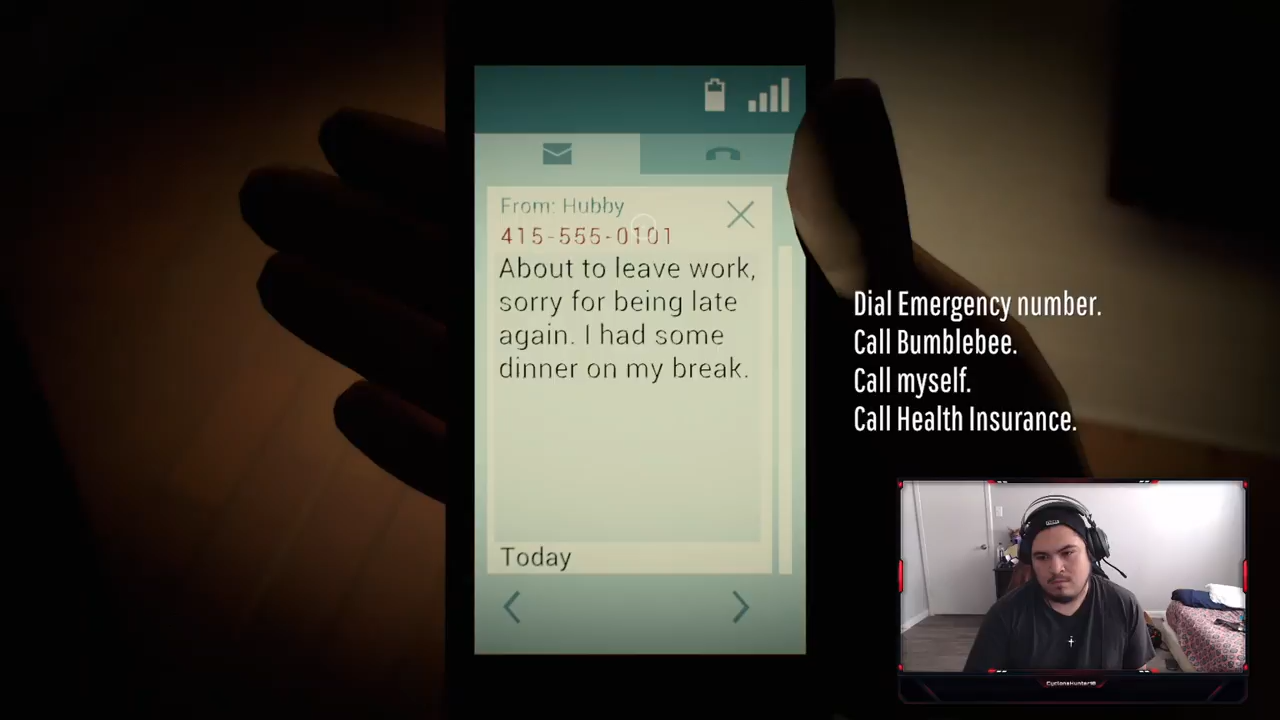 From: Hubby
415-555-0101
About to leave work,
sorry for being late
again. I had some
dinner on my break.
Today
Dial Emergency number.
Call Bumblebee.
Call myself.
Call Health Insurance.